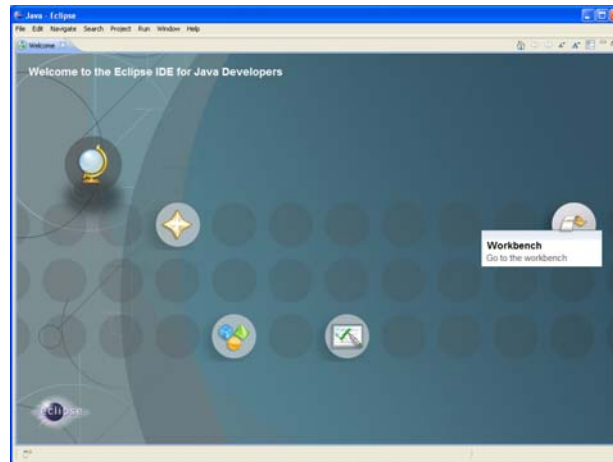 Java - Eclipse
File Edit Navigate Search Project Run Window Help
Welcome
Welcome to the Eclipse IDE for Java Developers
Workbench
Go to the workbench
eclipse